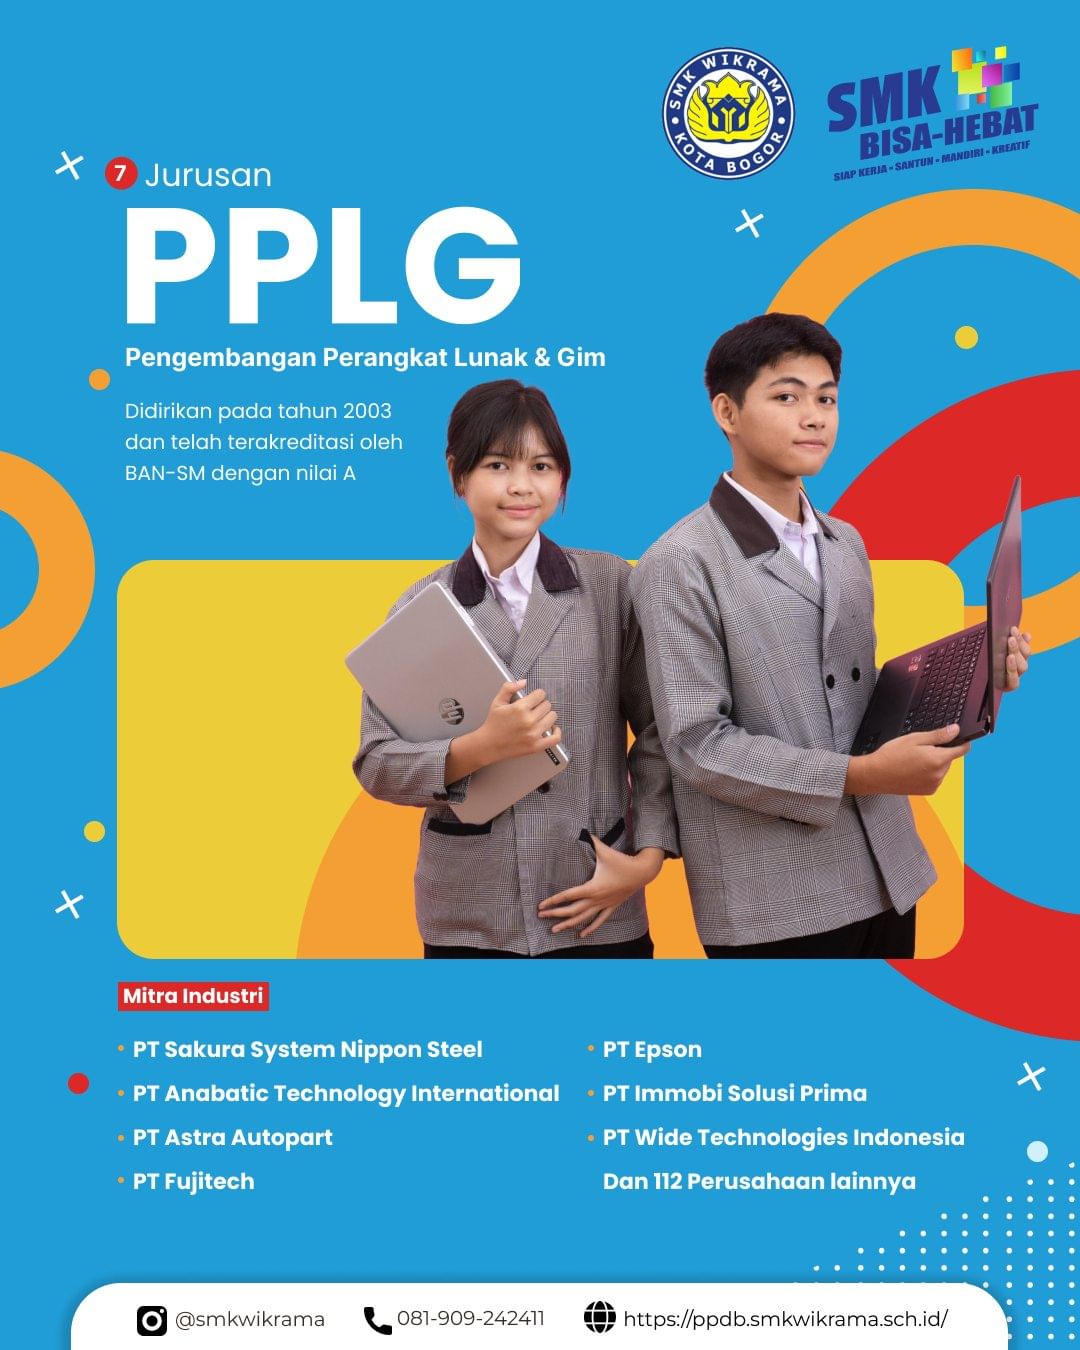 SMK WIKRAMA
KOTA BOGOR
SMK
BISA-HEBAT
SIAP KERJA • SANTUN • MANDIRI • KREATIF
7 Jurusan
PPLG
Pengembangan Perangkat Lunak & Gim
Didirikan pada tahun 2003
dan telah terakreditasi oleh
BAN-SM dengan nilai A
hp
Mitra Industri
• PT Sakura System Nippon Steel
• PT Anabatic Technology International
• PT Astra Autopart
• PT Fujitech
• PT Epson
• PT Immobi Solusi Prima
• PT Wide Technologies Indonesia
Dan 112 Perusahaan lainnya
@smkwikrama
081-909-242411
https://ppdb.smkwikrama.sch.id/